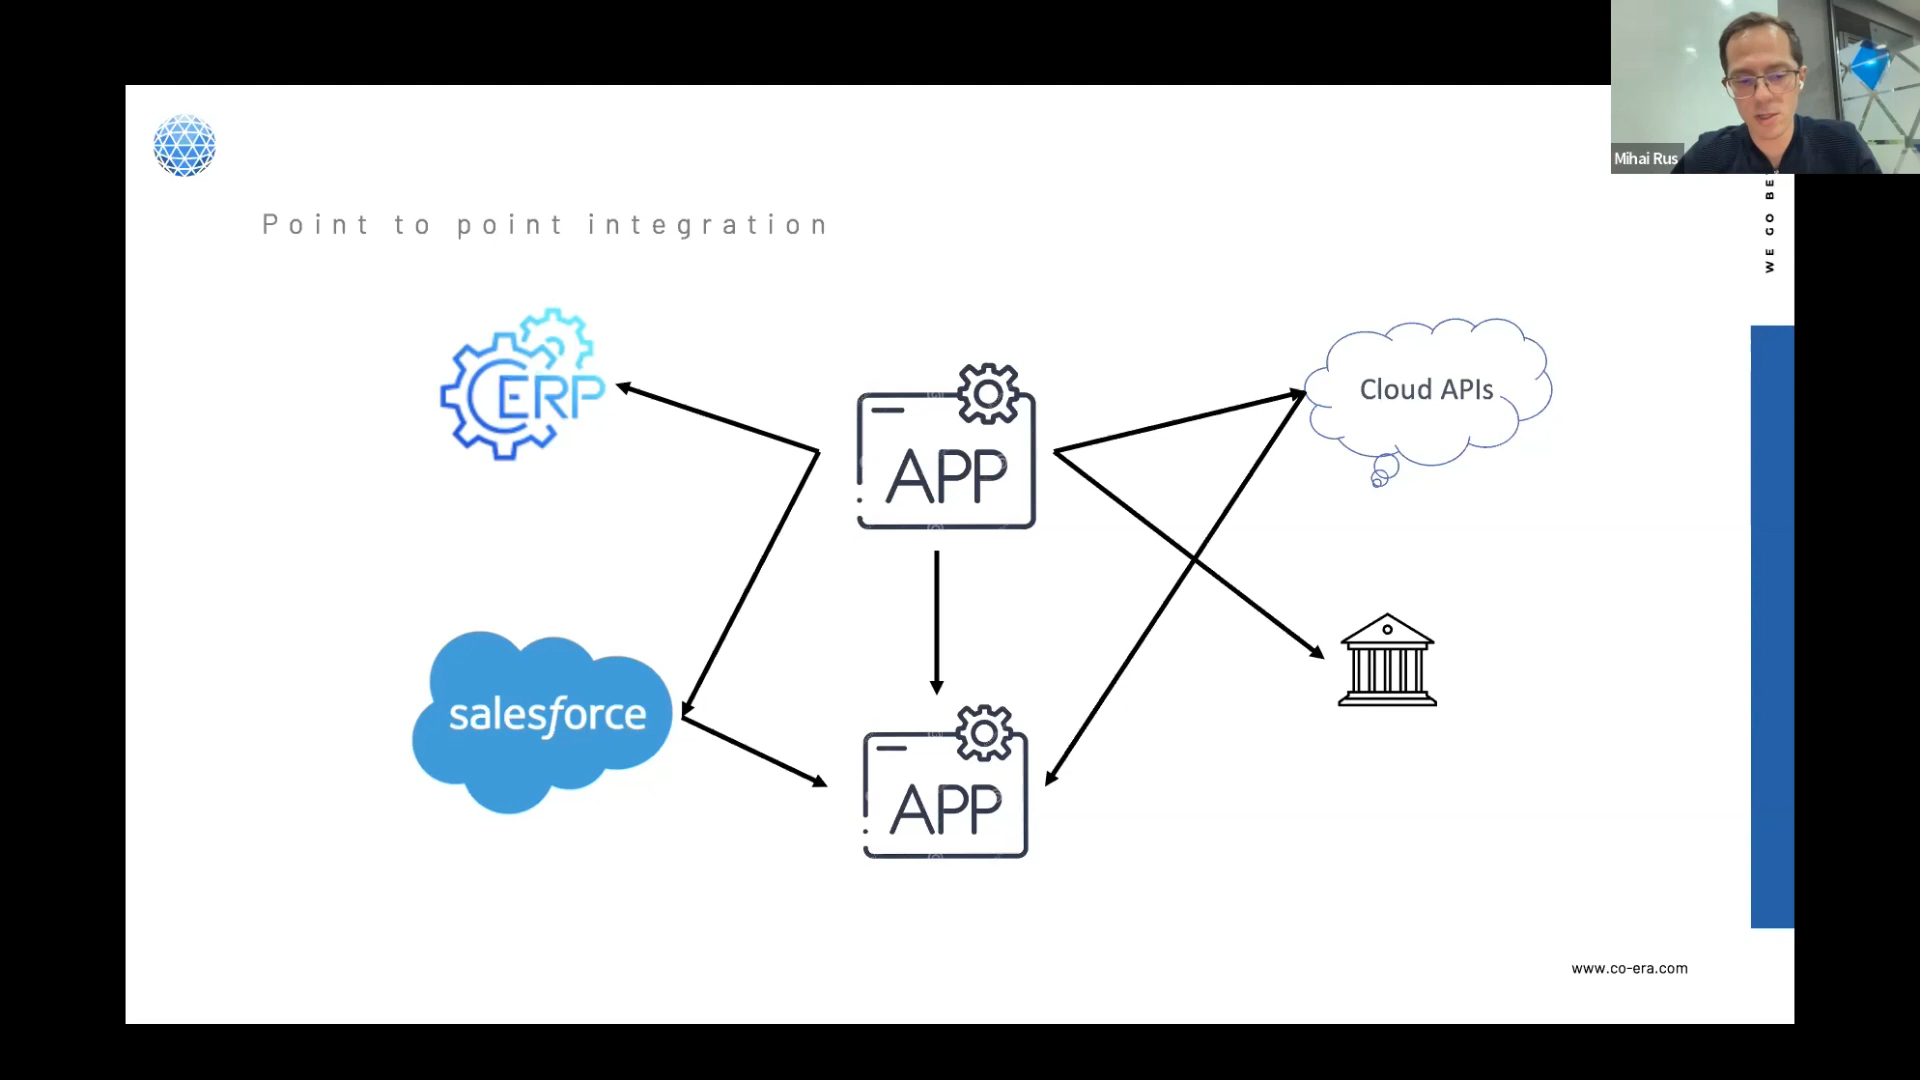 Mihai Rus
WE GO BE
Point to point integration
ERP
APP
Cloud APIs
salesforce
APP
www.co-era.com